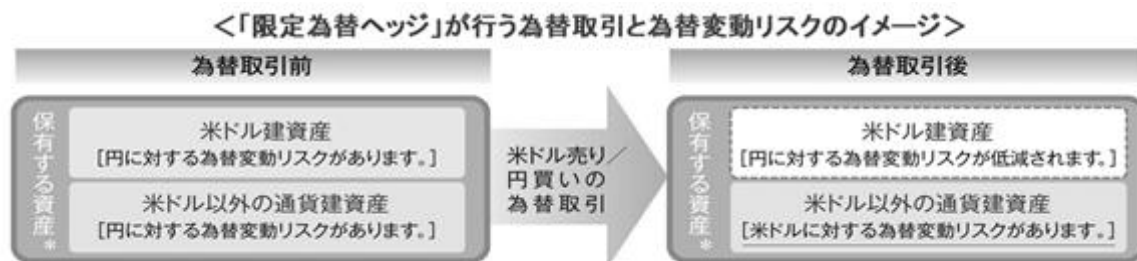 ＜「限定為替ヘッジ」が行う為替取引と為替変動リスクのイメージ＞
為替取引前
保有する資産*
米ドル建資産
[円に対する為替変動リスクがあります。]
米ドル以外の通貨建資産
[円に対する為替変動リスクがあります。]
米ドル売り／
円買いの
為替取引
為替取引後
保有する資産*
米ドル建資産
[円に対する為替変動リスクが低減されます。]
米ドル以外の通貨建資産
[米ドルに対する為替変動リスクがあります。]